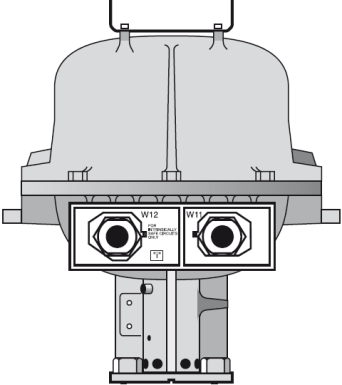 W12
W11
FOR
INTRINSICALLY
SAFE CIRCUITS
ONLY